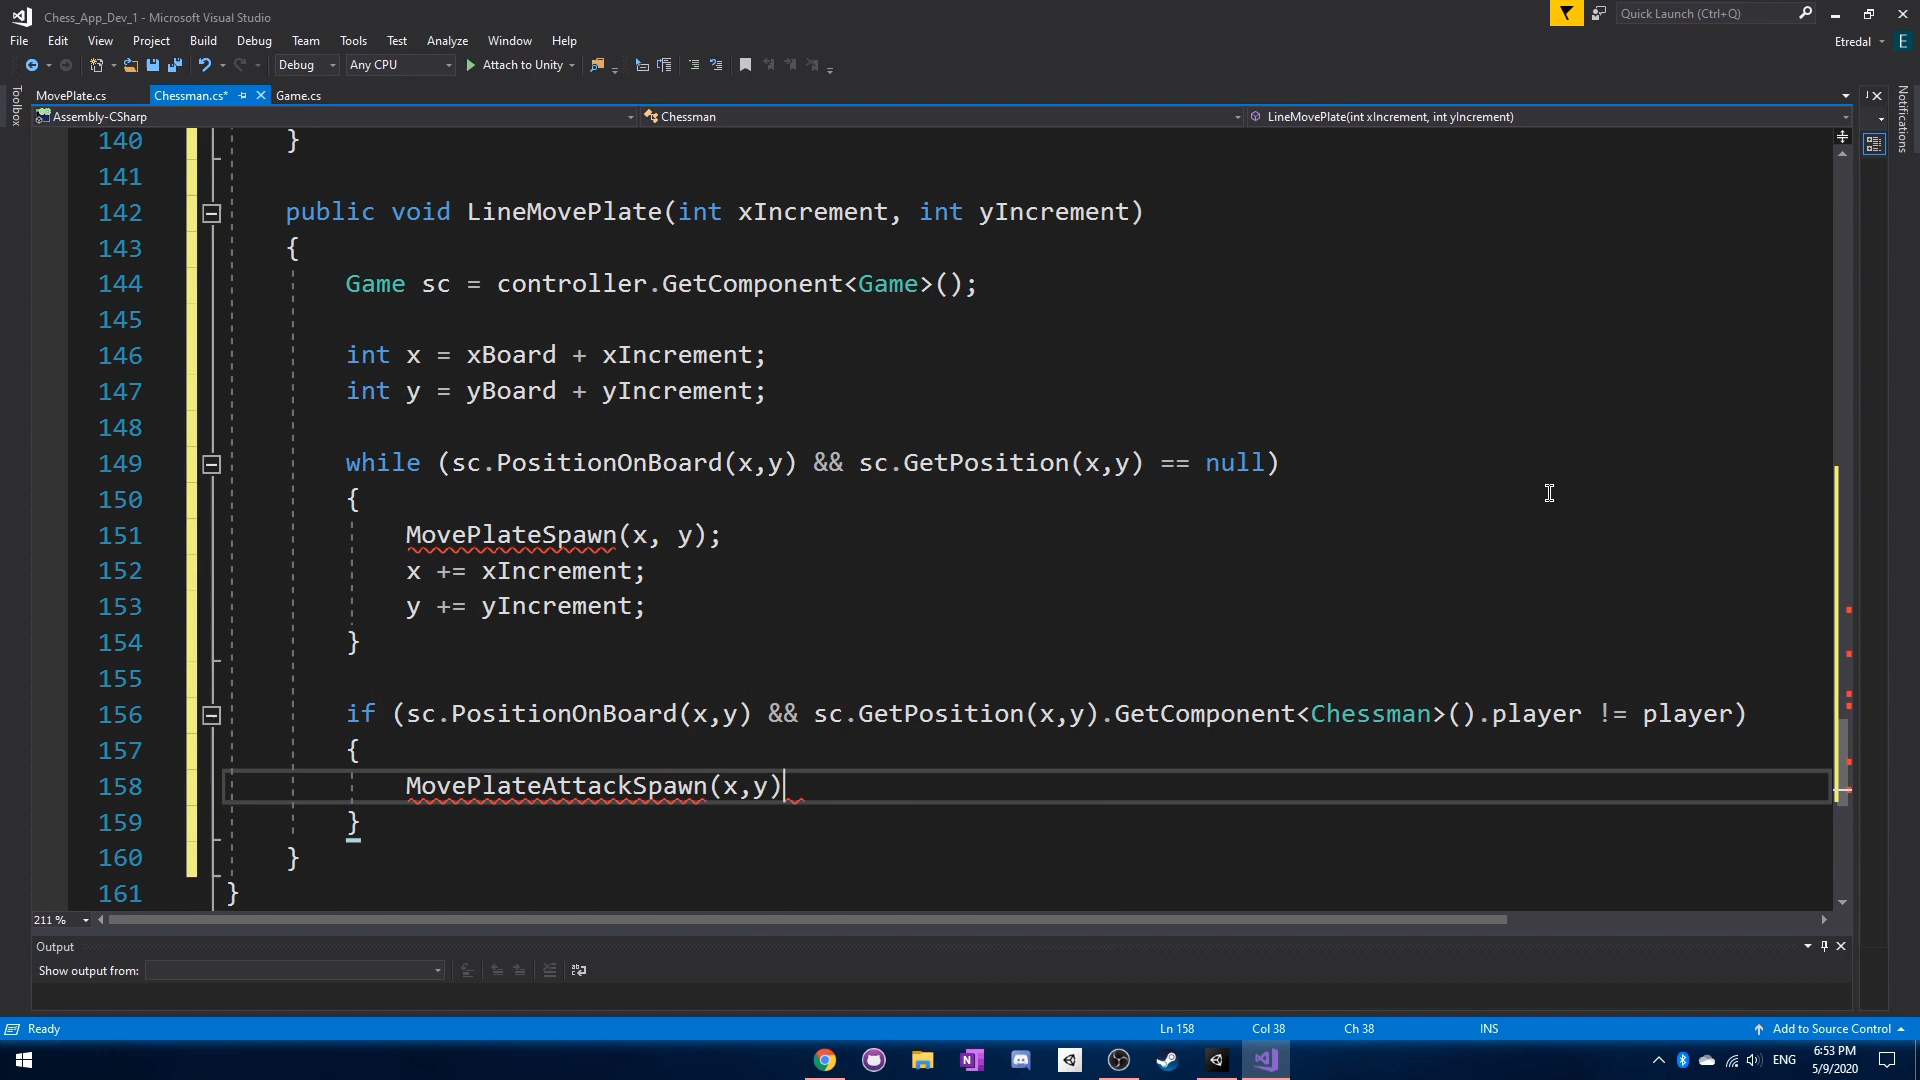 Chess_App_Dev_1 - Microsoft Visual Studio
Quick Launch (Ctrl+Q)
File Edit View Project Build Debug Team Tools Test Analyze Window Help
Etredal E
Debug Any CPU Attach to Unity
MovePlate.cs Chessman.cs* Game.cs
Toolbox
Notifications
Assembly-CSharp Chessman LineMovePlate(int xIncrement, int yIncrement)
140 }
141
142 public void LineMovePlate(int xIncrement, int yIncrement)
143 {
144 Game sc = controller.GetComponent<Game>();
145
146 int x = xBoard + xIncrement;
147 int y = yBoard + yIncrement;
148
149 while (sc.PositionOnBoard(x,y) && sc.GetPosition(x,y) == null)
150 {
151 MovePlateSpawn(x, y);
152 x += xIncrement;
153 y += yIncrement;
154 }
155
156 if (sc.PositionOnBoard(x,y) && sc.GetPosition(x,y).GetComponent<Chessman>().player != player)
157 {
158 MovePlateAttackSpawn(x,y)
159 }
160 }
161 }
211 %
Output
Show output from:
Ready Ln 158 Col 38 Ch 38 INS Add to Source Control
ENG 6:53 PM
5/9/2020